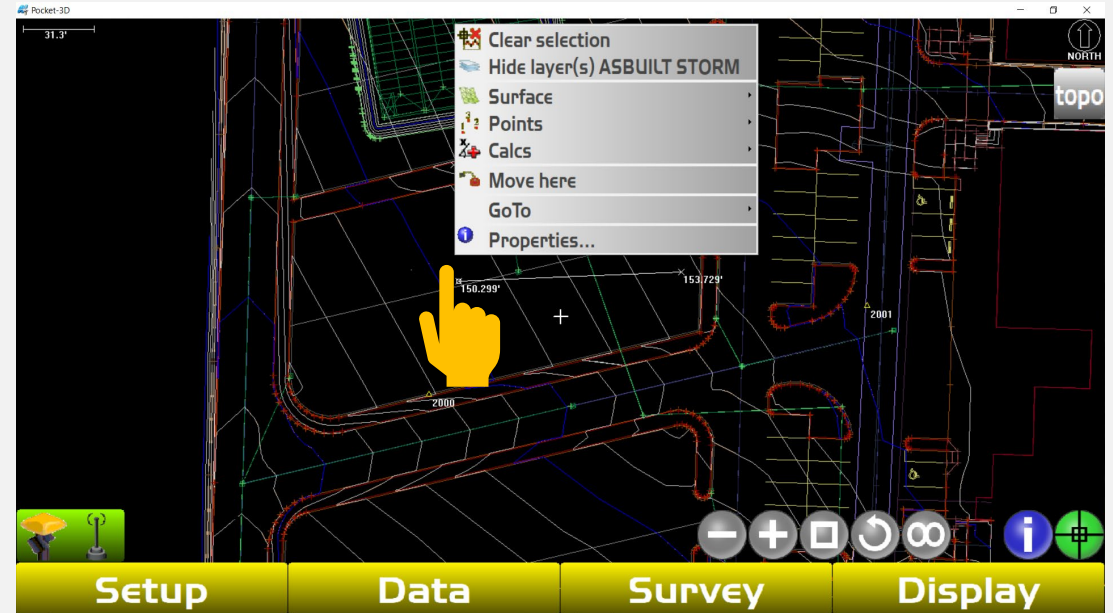 Pocket-3D
31.3'
NORTH
topo
Clear selection
Hide layer(s) ASBUILT STORM
Surface
Points
Calcs
Move here
GoTo
Properties...
150.299'
153.729'
2001
2000
Setup
Data
Survey
Display